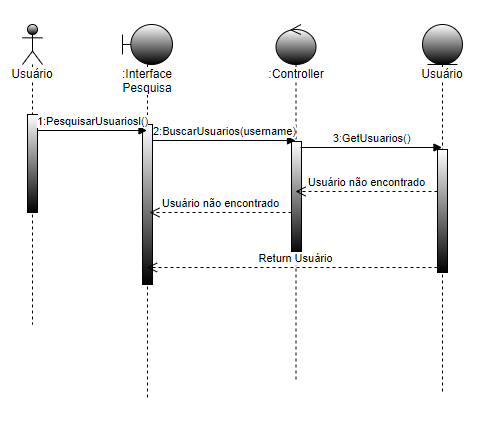 Usuário
:Interface
Pesquisa
:Controller
Usuário
1:PesquisarUsuariosl()
2:BuscarUsuarios(username)
3:GetUsuarios()
Usuário não encontrado
Usuário não encontrado
Return Usuário